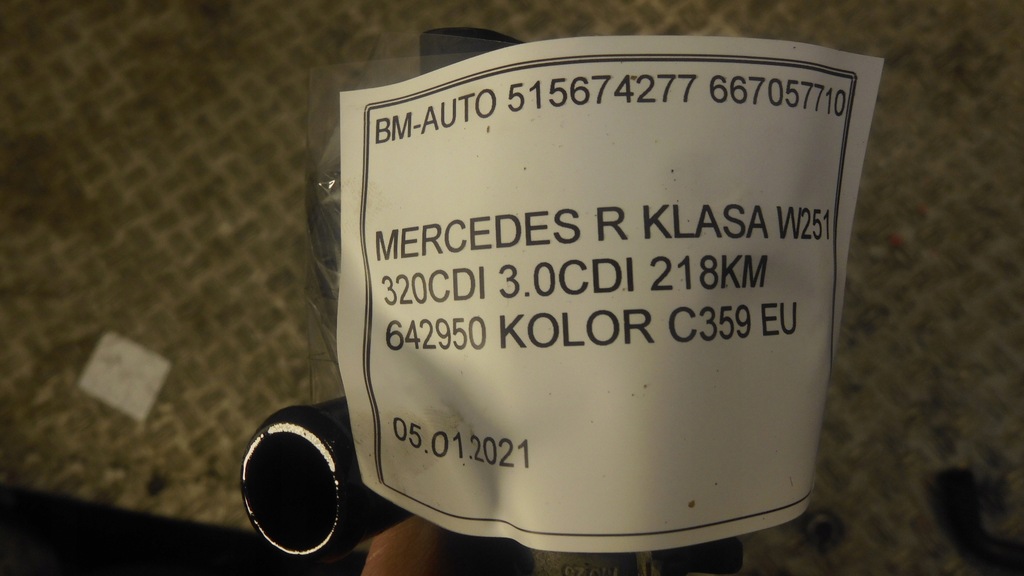 BM-AUTO 515674277 667057710
MERCEDES R KLASA W251
320CDI 3.0CDI 218KM
642950 KOLOR C359 EU
05.01.2021